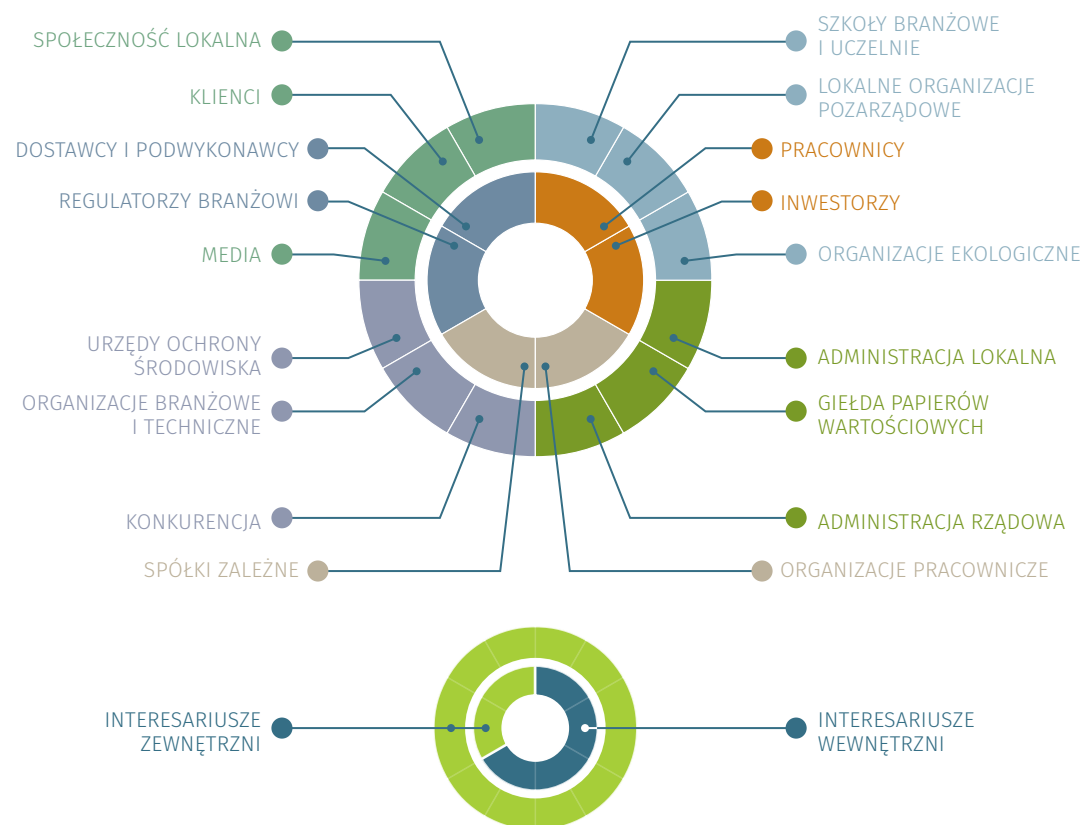 SPOŁECZNOŚĆ LOKALNA
KLIENCI
DOSTAWCY I PODWYKONAWCY
REGULATORZY BRANŻOWI
MEDIA
URZĘDY OCHRONY
ŚRODOWISKA
ORGANIZACJE BRANŻOWE
I TECHNICZNE
KONKURENCJA
SPÓŁKI ZALEŻNE
SZKOŁY BRANŻOWE
I UCZELNIE
LOKALNE ORGANIZACJE
POZARZĄDOWE
PRACOWNICY
INWESTORZY
ORGANIZACJE EKOLOGICZNE
ADMINISTRACJA LOKALNA
GIEŁDA PAPIERÓW
WARTOŚCIOWYCH
ADMINISTRACJA RZĄDOWA
ORGANIZACJE PRACOWNICZE
INTERESARIUSZE
ZEWNĘTRZNI
INTERESARIUSZE
WEWNĘTRZNI